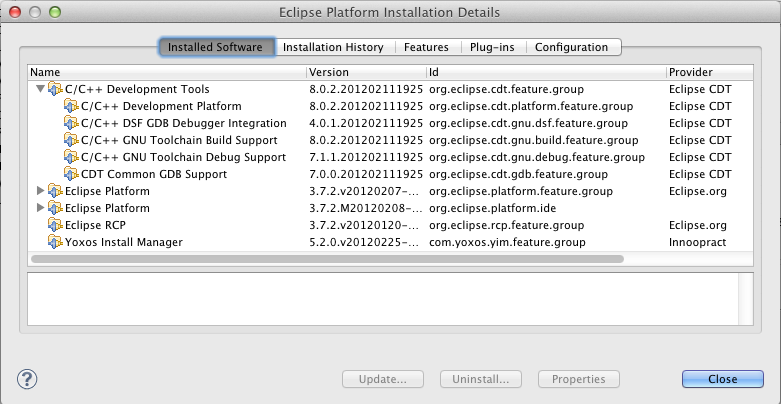 Eclipse Platform Installation Details
Installed Software Installation History Features Plug-ins Configuration
Name Version Id Provider
C/C++ Development Tools 8.0.2.201202111925 org.eclipse.cdt.feature.group Eclipse CDT
C/C++ Development Platform 8.0.2.201202111925 org.eclipse.cdt.platform.feature.group Eclipse CDT
C/C++ DSF GDB Debugger Integration 4.0.1.201202111925 org.eclipse.cdt.gnu.dsf.feature.group Eclipse CDT
C/C++ GNU Toolchain Build Support 8.0.2.201202111925 org.eclipse.cdt.gnu.build.feature.group Eclipse CDT
C/C++ GNU Toolchain Debug Support 7.1.1.201202111925 org.eclipse.cdt.gnu.debug.feature.group Eclipse CDT
CDT Common GDB Support 7.0.0.201202111925 org.eclipse.cdt.gdb.feature.group Eclipse CDT
Eclipse Platform 3.7.2.v20120207-... org.eclipse.platform.feature.group Eclipse.org
Eclipse Platform 3.7.2.M20120208-... org.eclipse.platform.ide
Eclipse RCP 3.7.2.v20120120-... org.eclipse.rcp.feature.group Eclipse.org
Yoxos Install Manager 5.2.0.v20120225-... com.yoxos.yim.feature.group Innoopract
? Update... Uninstall... Properties Close